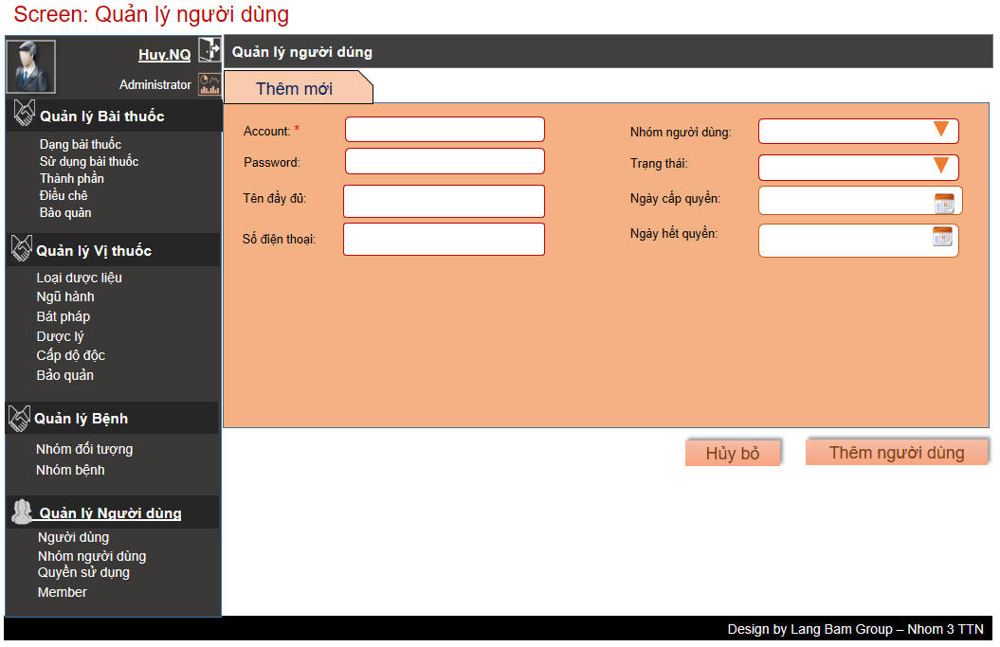 Screen: Quản lý người dùng
Huy.NQ
Administrator
Quản lý Bài thuốc
Dạng bài thuốc
Sử dụng bài thuốc
Thành phần
Điều chê
Bảo quản
Quản lý Vị thuốc
Loại dược liệu
Ngũ hành
Bát pháp
Dược lý
Cấp dộ độc
Bảo quản
Quản lý Bệnh
Nhóm đối tượng
Nhóm bệnh
Quản lý Người dùng
Người dùng
Nhóm người dùng
Quyền sử dụng
Member
Quản lý người dúng
Thêm mới
Account: *
Password:
Tên đầy đủ:
Số điện thoại:
Nhóm người dùng:
Trạng thái:
Ngày cấp quyền:
Ngày hết quyền:
Hủy bỏ
Thêm người dùng
Design by Lang Bam Group – Nhom 3 TTN